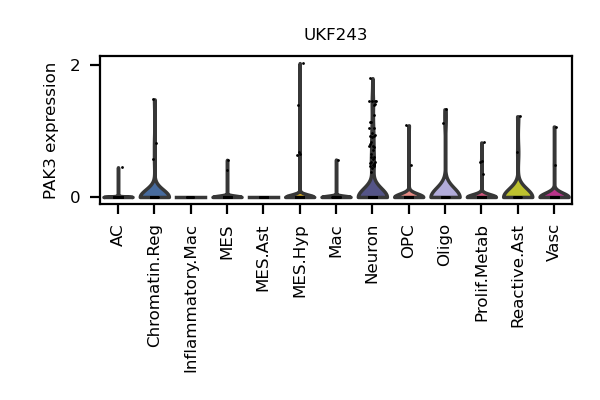 UKF243
PAK3 expression
2
0
AC
Chromatin.Reg
Inflammatory.Mac
MES
MES.Ast
MES.Hyp
Mac
Neuron
OPC
Oligo
Prolif.Metab
Reactive.Ast
Vasc